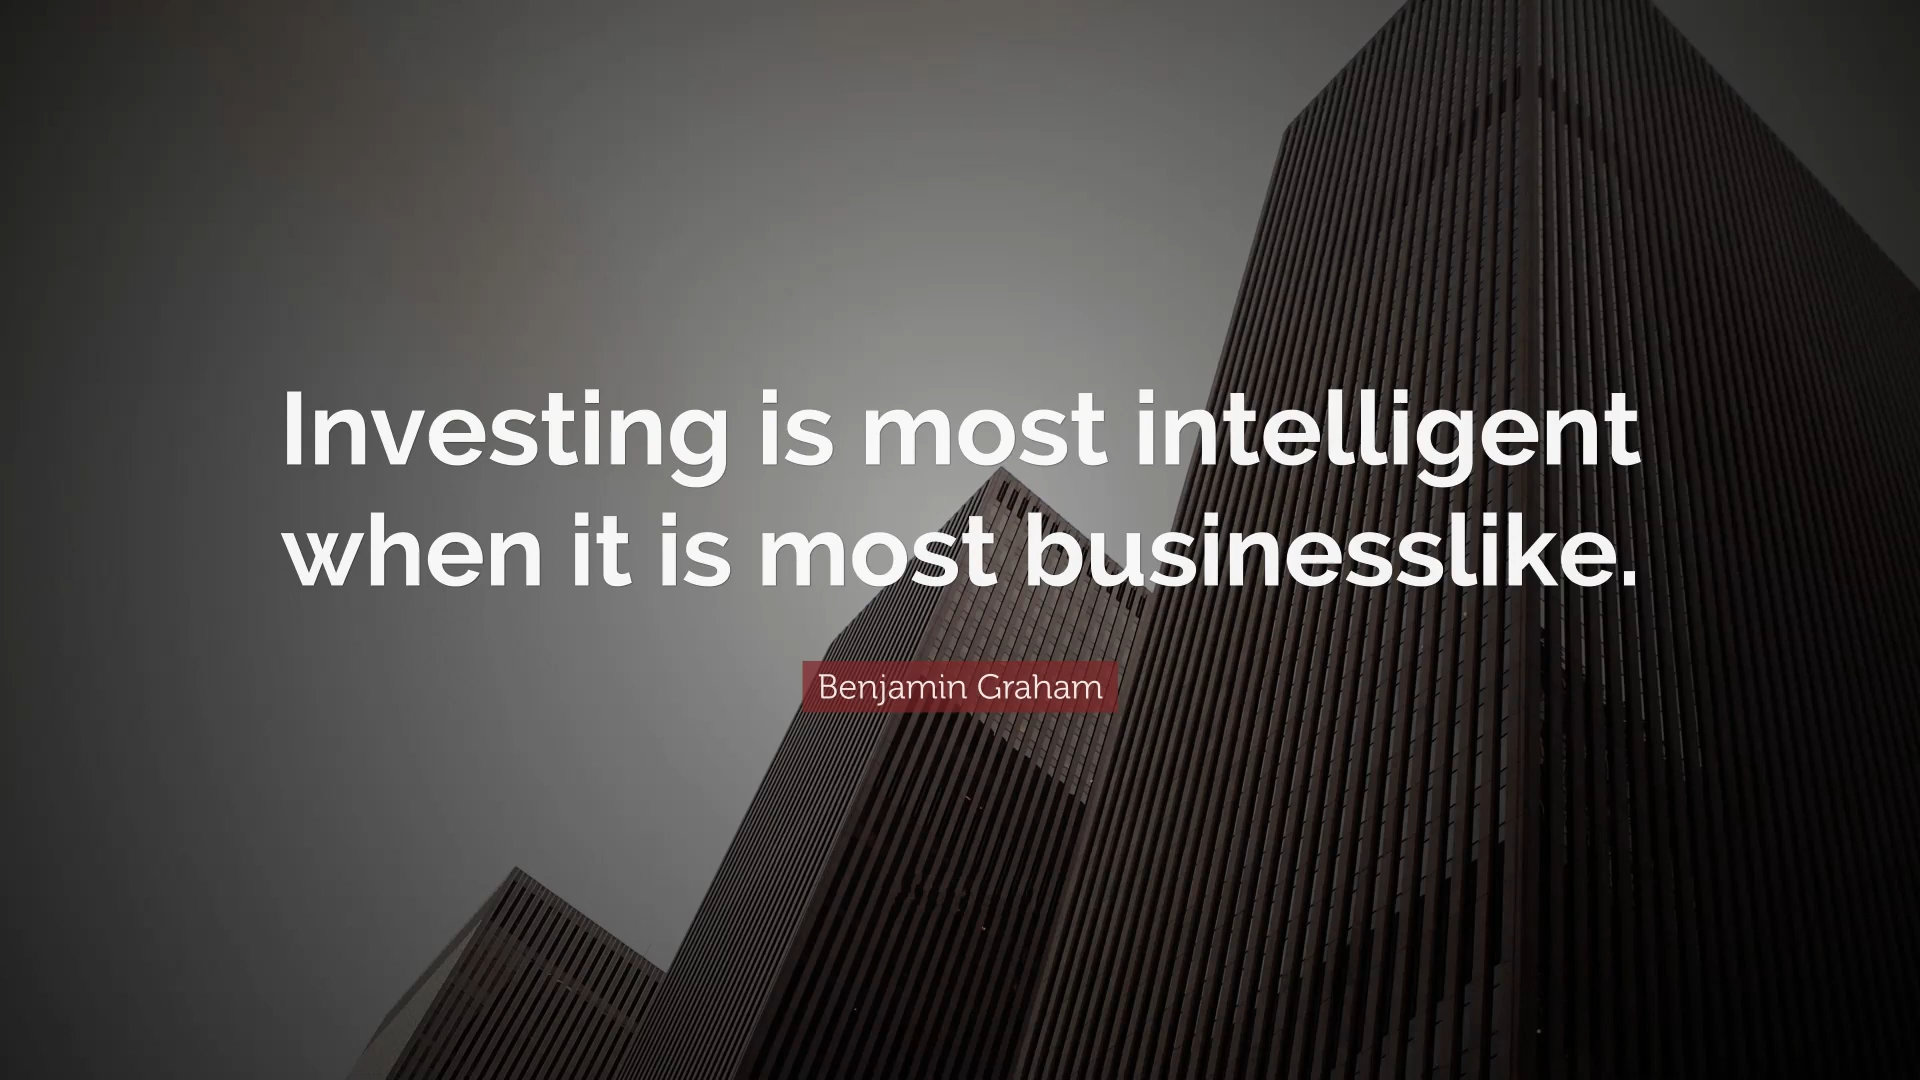 Investing is most intelligent
when it is most businesslike.
Benjamin Graham